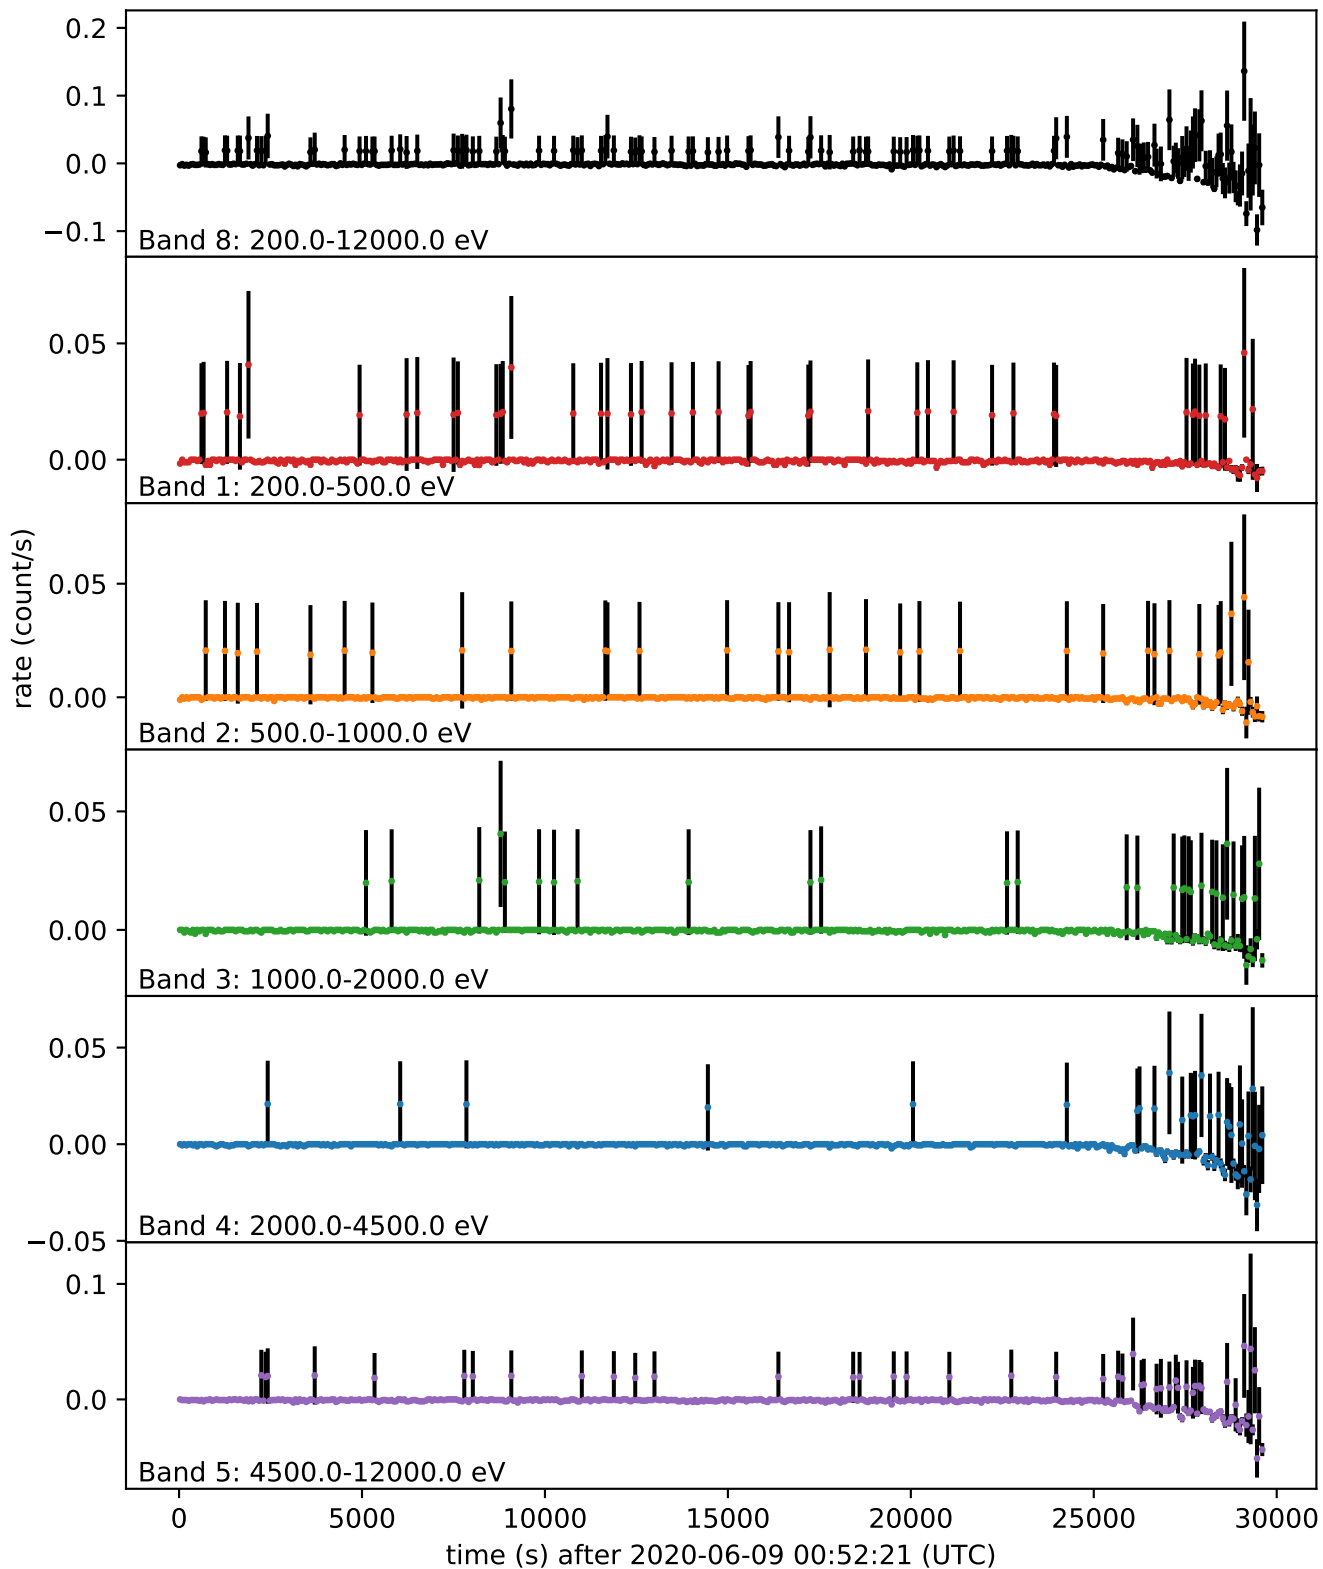 0.2
0.1
0.0
−0.1
Band 8: 200.0-12000.0 eV
0.05
0.00
Band 1: 200.0-500.0 eV
rate (count/s)
0.05
0.00
Band 2: 500.0-1000.0 eV
0.05
0.00
Band 3: 1000.0-2000.0 eV
0.05
0.00
−0.05
Band 4: 2000.0-4500.0 eV
0.1
0.0
Band 5: 4500.0-12000.0 eV
0 5000 10000 15000 20000 25000 30000
time (s) after 2020-06-09 00:52:21 (UTC)